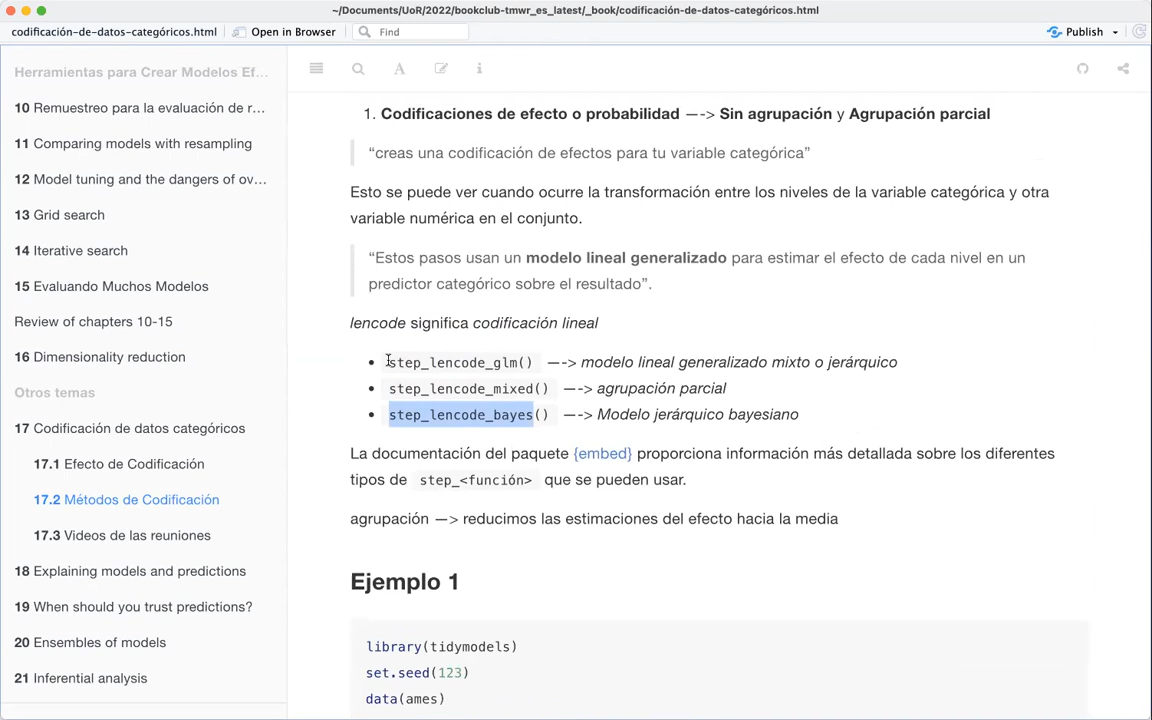 ~/Documents/UoR/2022/bookclub-tmwr_es_latest/_book/codificación-de-datos-categóricos.html
codificación-de-datos-categóricos.html Open in Browser Find Publish
Herramientas para Crear Modelos Ef...
10 Remuestreo para la evaluación de r...
11 Comparing models with resampling
12 Model tuning and the dangers of ov...
13 Grid search
14 Iterative search
15 Evaluando Muchos Modelos
Review of chapters 10-15
16 Dimensionality reduction
Otros temas
17 Codificación de datos categóricos
17.1 Efecto de Codificación
17.2 Métodos de Codificación
17.3 Videos de las reuniones
18 Explaining models and predictions
19 When should you trust predictions?
20 Ensembles of models
21 Inferential analysis
1. Codificaciones de efecto o probabilidad —-> Sin agrupación y Agrupación parcial
“creas una codificación de efectos para tu variable categórica”
Esto se puede ver cuando ocurre la transformación entre los niveles de la variable categórica y otra
variable numérica en el conjunto.
“Estos pasos usan un modelo lineal generalizado para estimar el efecto de cada nivel en un
predictor categórico sobre el resultado”.
lencode significa codificación lineal
• step_lencode_glm() —-> modelo lineal generalizado mixto o jerárquico
• step_lencode_mixed() —-> agrupación parcial
• step_lencode_bayes() —-> Modelo jerárquico bayesiano
La documentación del paquete {embed} proporciona información más detallada sobre los diferentes
tipos de step_<función> que se pueden usar.
agrupación —> reducimos las estimaciones del efecto hacia la media
Ejemplo 1
library(tidymodels)
set.seed(123)
data(ames)